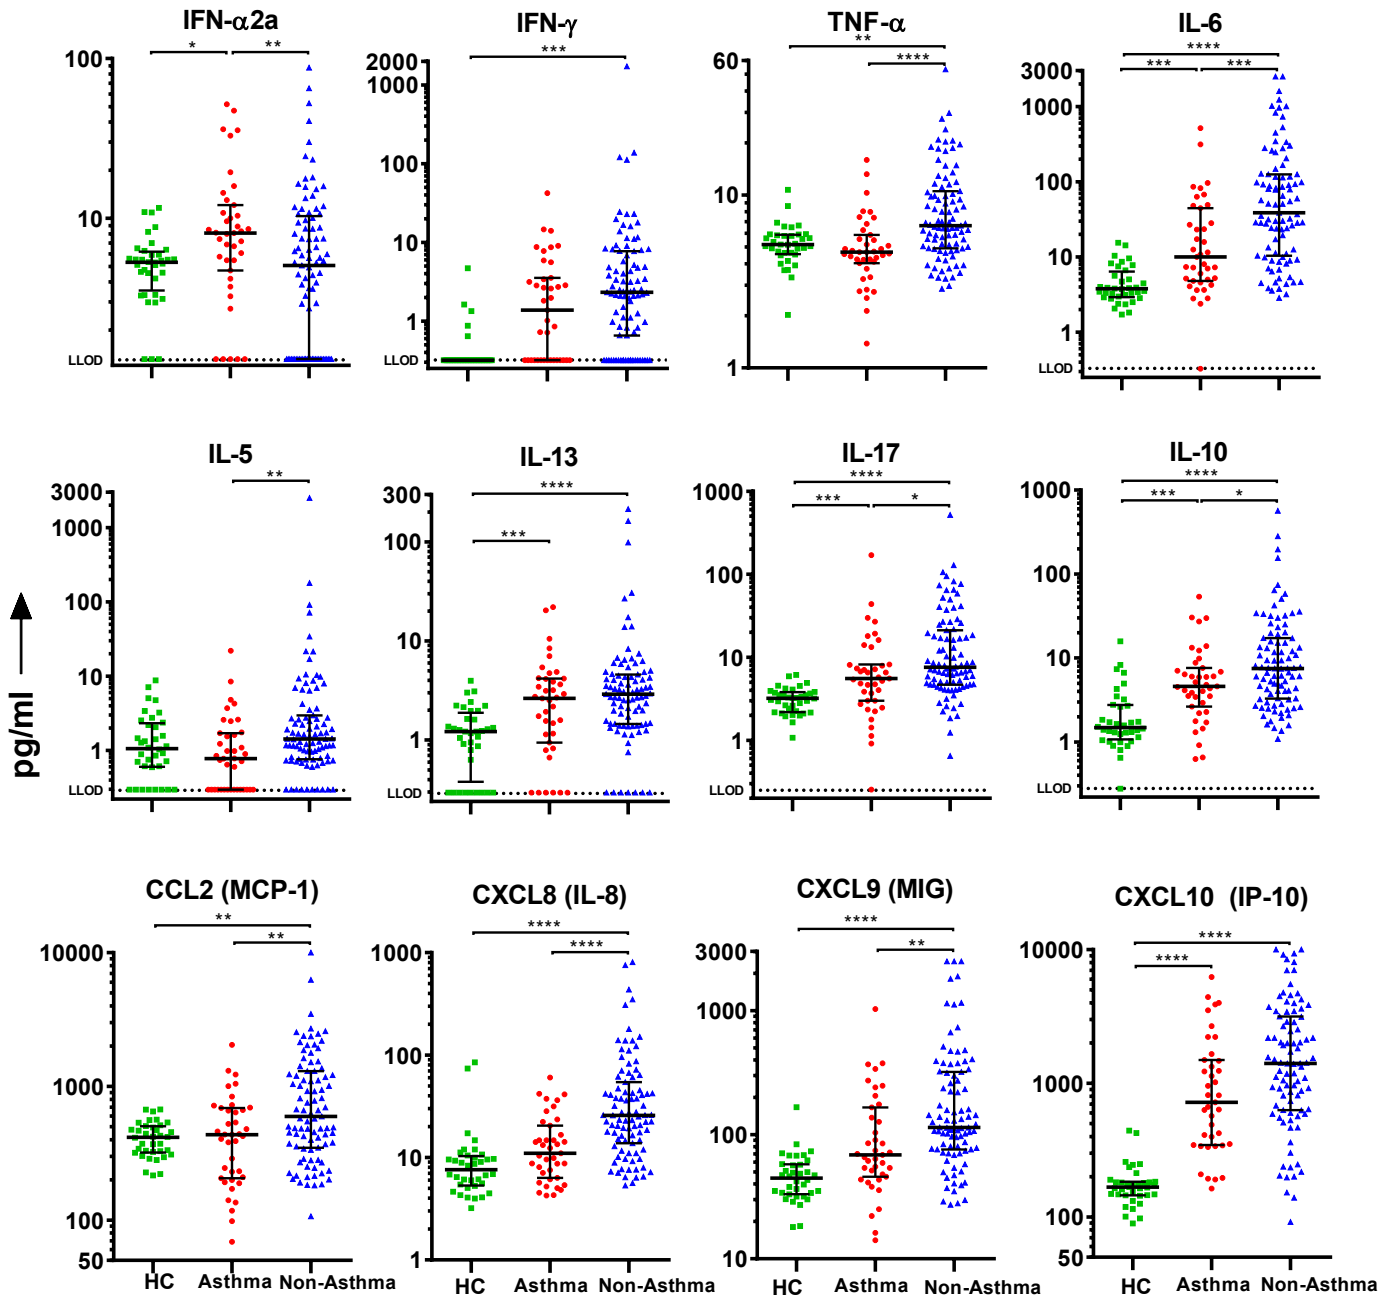 IFN-α2a IFN-γ TNF-α IL-6
* ** *** ** **** **** *** ***
100 10 LLOD
2000 1000 100 10 1 LLOD
60 10 1
3000 1000 100 10 1 LLOD
IL-5 IL-13 IL-17 IL-10
** **** *** **** *** * **** *** *
pg/ml
3000 1000 100 10 1 LLOD
300 100 10 1 LLOD
1000 100 10 1 LLOD
1000 100 10 1 LLOD
CCL2 (MCP-1) CXCL8 (IL-8) CXCL9 (MIG) CXCL10 (IP-10)
** ** **** **** **** ** **** ****
10000 1000 100 50
1000 100 10 1
3000 1000 100 10
10000 1000 100 50
HC Asthma Non-Asthma HC Asthma Non-Asthma HC Asthma Non-Asthma HC Asthma Non-Asthma